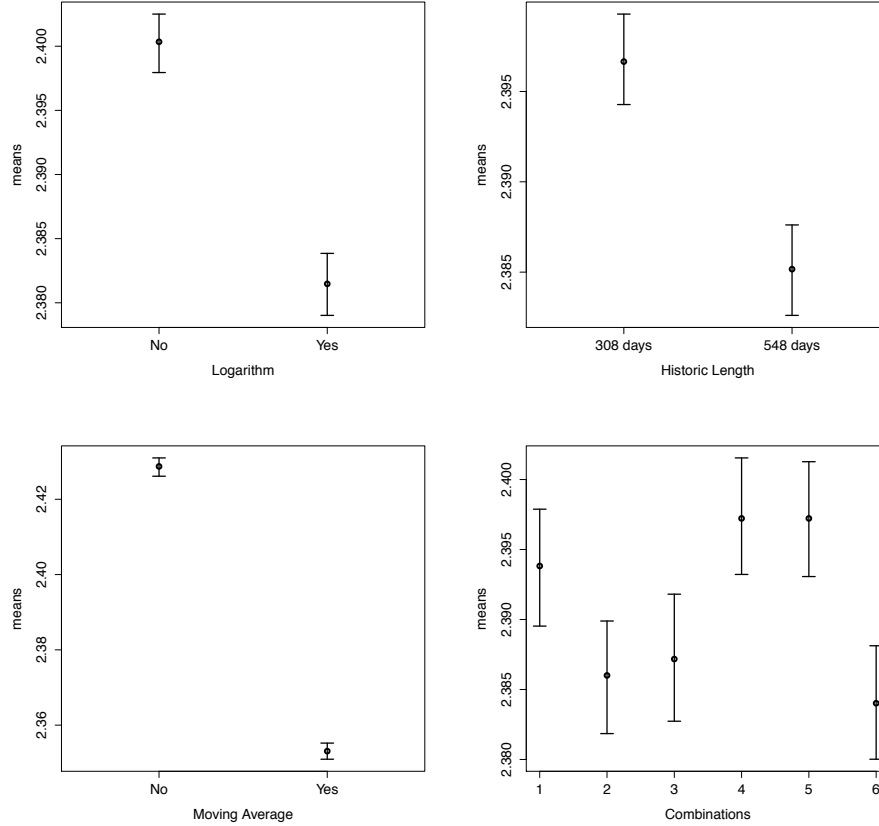 means
2.400
2.395
2.390
2.385
2.380
No Yes
Logarithm
means
2.395
2.390
2.385
308 days 548 days
Historic Length
means
2.42
2.40
2.38
2.36
No Yes
Moving Average
means
2.400
2.395
2.390
2.385
2.380
1 2 3 4 5 6
Combinations